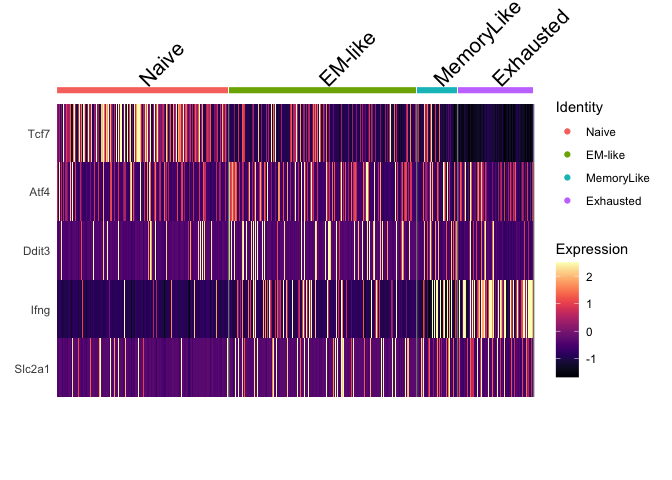 Naive
EM-like
MemoryLike
Exhausted
Tcf7
Atf4
Ddit3
Ifng
Slc2a1
Identity
Naive
EM-like
MemoryLike
Exhausted
Expression
2
1
0
-1